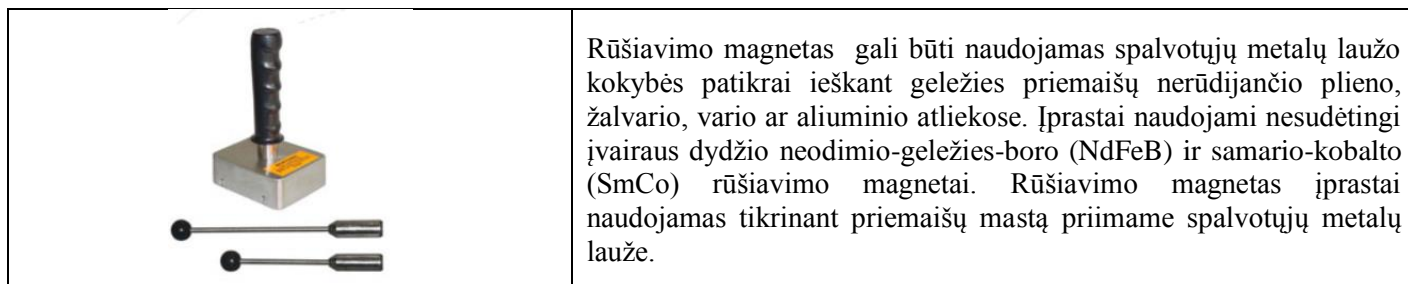 Rūšiavimo magnetas gali būti naudojamas spalvotųjų metalų laužo
kokybės patikrai ieškant geležies priemaišų nerūdijančio plieno,
žalvario, vario ar aliuminio atliekose. Įprastai naudojami nesudėtingi
įvairaus dydžio neodimio-geležies-boro (NdFeB) ir samario-kobalto
(SmCo) rūšiavimo magnetai. Rūšiavimo magnetas įprastai
naudojamas tikrinant priemaišų mastą priimame spalvotųjų metalų
lauže.